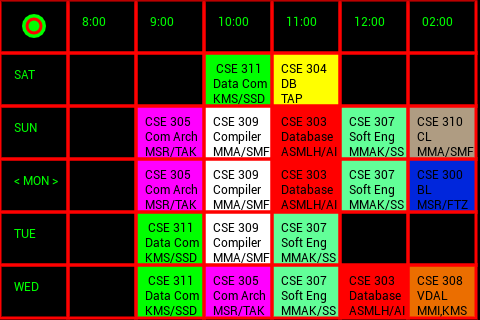 8:00 9:00 10:00 11:00 12:00 02:00
SAT
CSE 311
Data Com
KMS/SSD
CSE 304
DB
TAP
SUN
CSE 305
Com Arch
MSR/TAK
CSE 309
Compiler
MMA/SMF
CSE 303
Database
ASMLH/AI
CSE 307
Soft Eng
MMAK/SS
CSE 310
CL
MMA/SMF
< MON >
CSE 305
Com Arch
MSR/TAK
CSE 309
Compiler
MMA/SMF
CSE 303
Database
ASMLH/AI
CSE 307
Soft Eng
MMAK/SS
CSE 300
BL
MSR/FTZ
TUE
CSE 311
Data Com
KMS/SSD
CSE 309
Compiler
MMA/SMF
CSE 307
Soft Eng
MMAK/SS
WED
CSE 311
Data Com
KMS/SSD
CSE 305
Com Arch
MSR/TAK
CSE 307
Soft Eng
MMAK/SS
CSE 303
Database
ASMLH/AI
CSE 308
VDAL
MMI,KMS